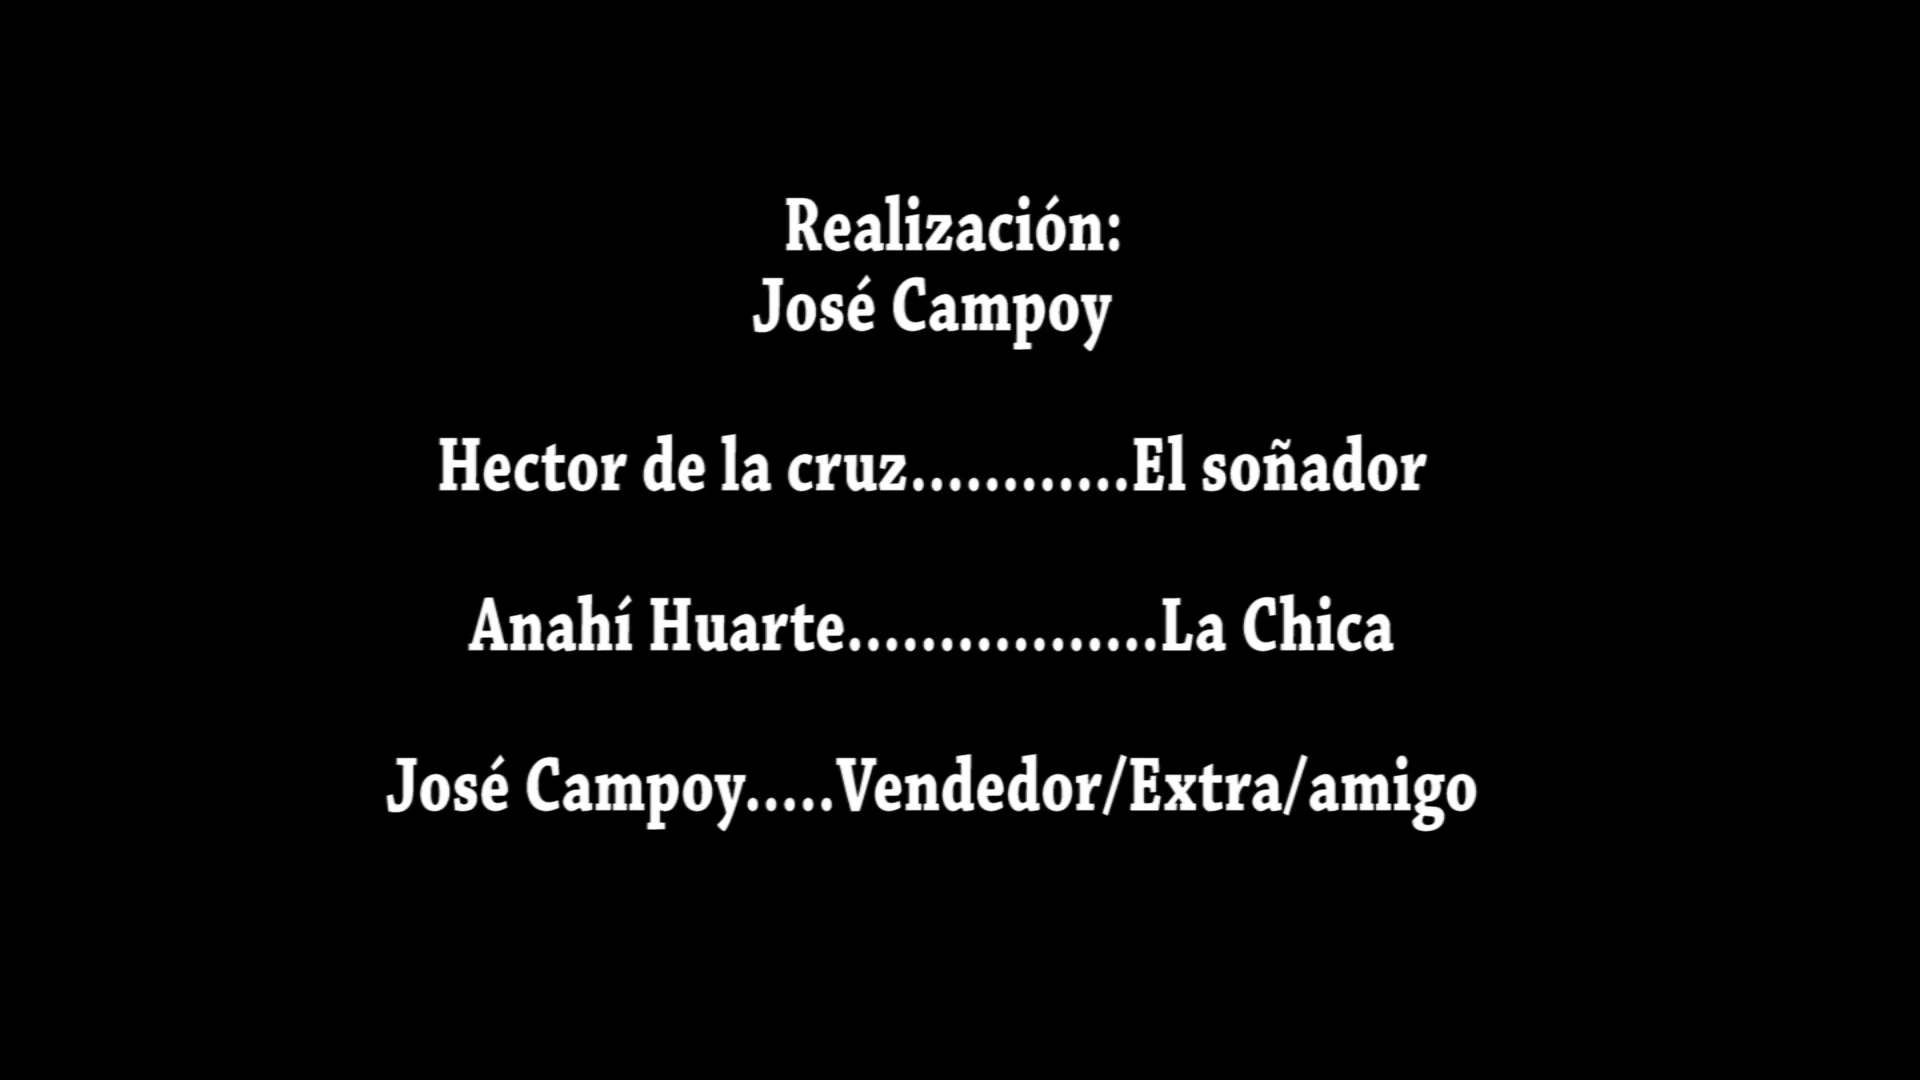 Realización:
José Campoy
Hector de la cruz............El soñador
Anahí Huarte.................La Chica
José Campoy.....Vendedor/Extra/amigo